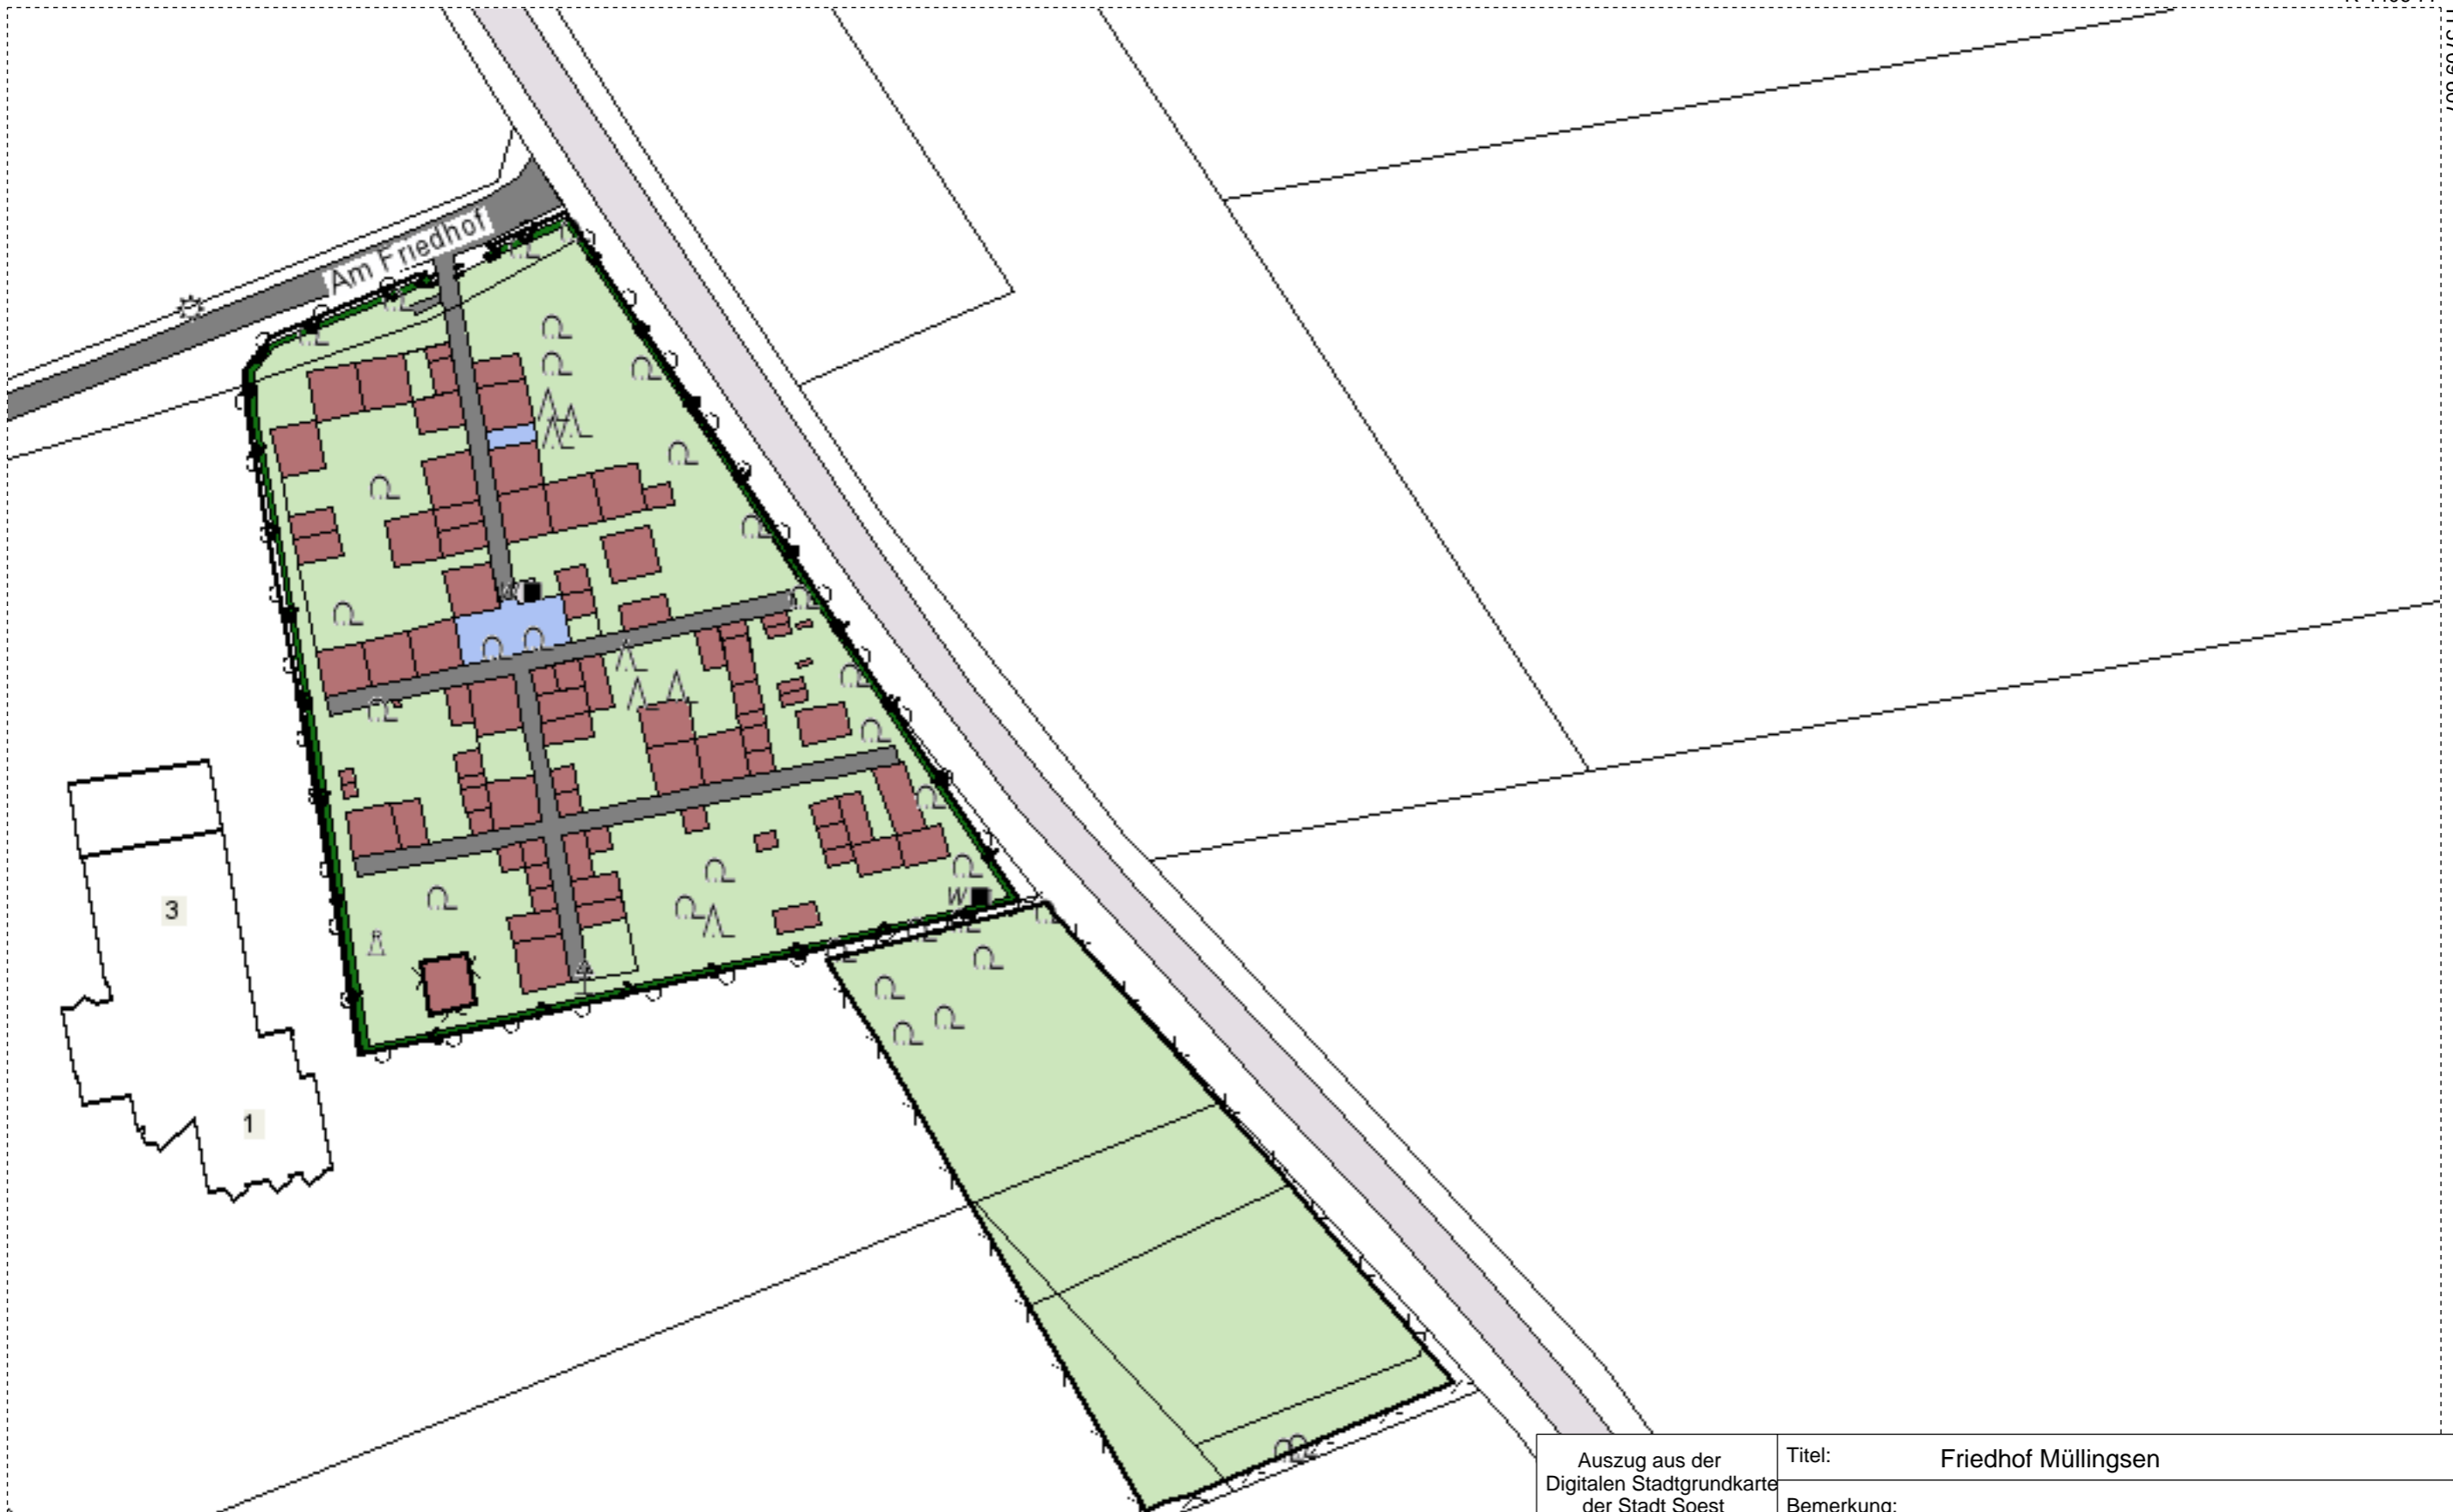 Am Friedhof
W
3
1
Auszug aus der
Digitalen Stadtgrundkarte
der Stadt Soest
Titel:
Friedhof Müllingsen
Bemerkung: